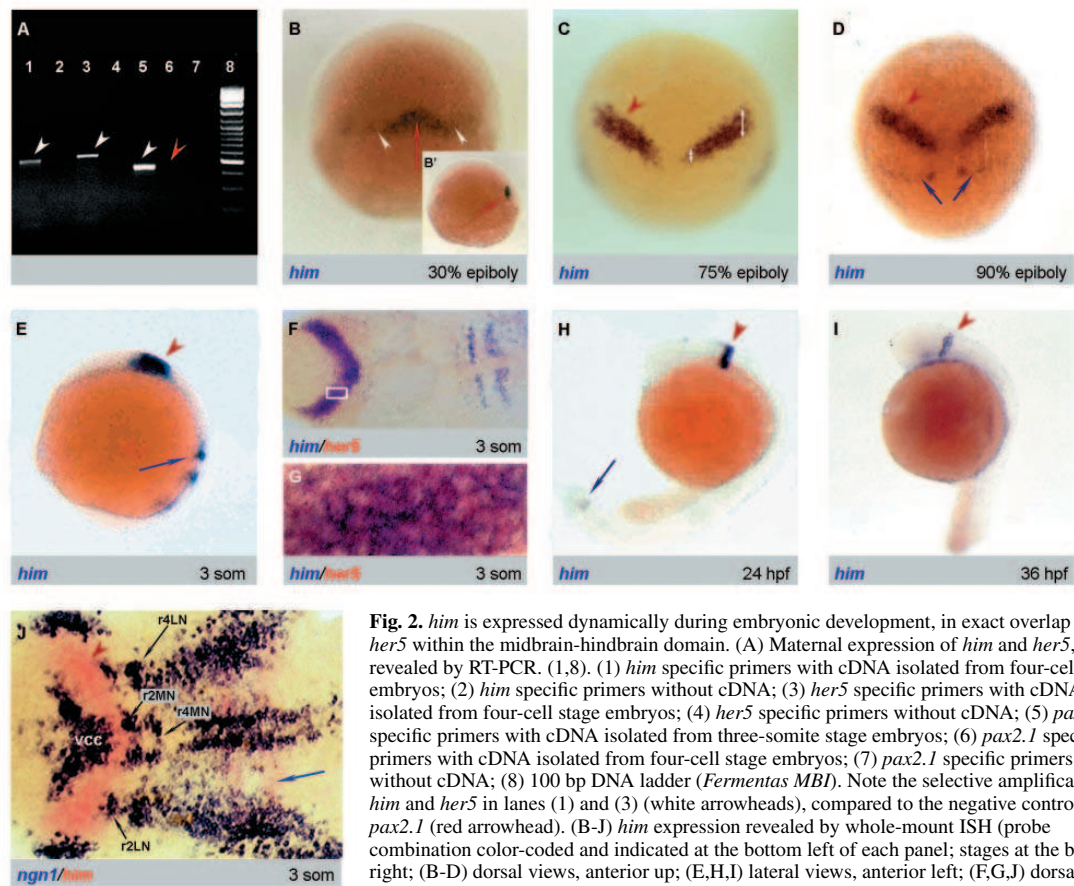 A
1 2 3 4 5 6 7 8
B
B'
him 30% epiboly
C
him 75% epiboly
D
him 90% epiboly
E
him 3 som
F
him/her5 3 som
G
him/her5 3 som
H
him 24 hpf
I
him 36 hpf
J
r4LN
r2MN
r4MN
VCC
r2LN
ngn1/him 3 som
Fig. 2. him is expressed dynamically during embryonic development, in exact overlap
her5 within the midbrain-hindbrain domain. (A) Maternal expression of him and her5,
revealed by RT-PCR. (1,8). (1) him specific primers with cDNA isolated from four-cel
embryos; (2) him specific primers without cDNA; (3) her5 specific primers with cDNA
isolated from four-cell stage embryos; (4) her5 specific primers without cDNA; (5) pa
specific primers with cDNA isolated from three-somite stage embryos; (6) pax2.1 spec
primers with cDNA isolated from four-cell stage embryos; (7) pax2.1 specific primers
without cDNA; (8) 100 bp DNA ladder (Fermentas MBI). Note the selective amplifica
him and her5 in lanes (1) and (3) (white arrowheads), compared to the negative contro
pax2.1 (red arrowhead). (B-J) him expression revealed by whole-mount ISH (probe
combination color-coded and indicated at the bottom left of each panel; stages at the b
right; (B-D) dorsal views, anterior up; (E,H,I) lateral views, anterior left; (F,G,J) dorsa